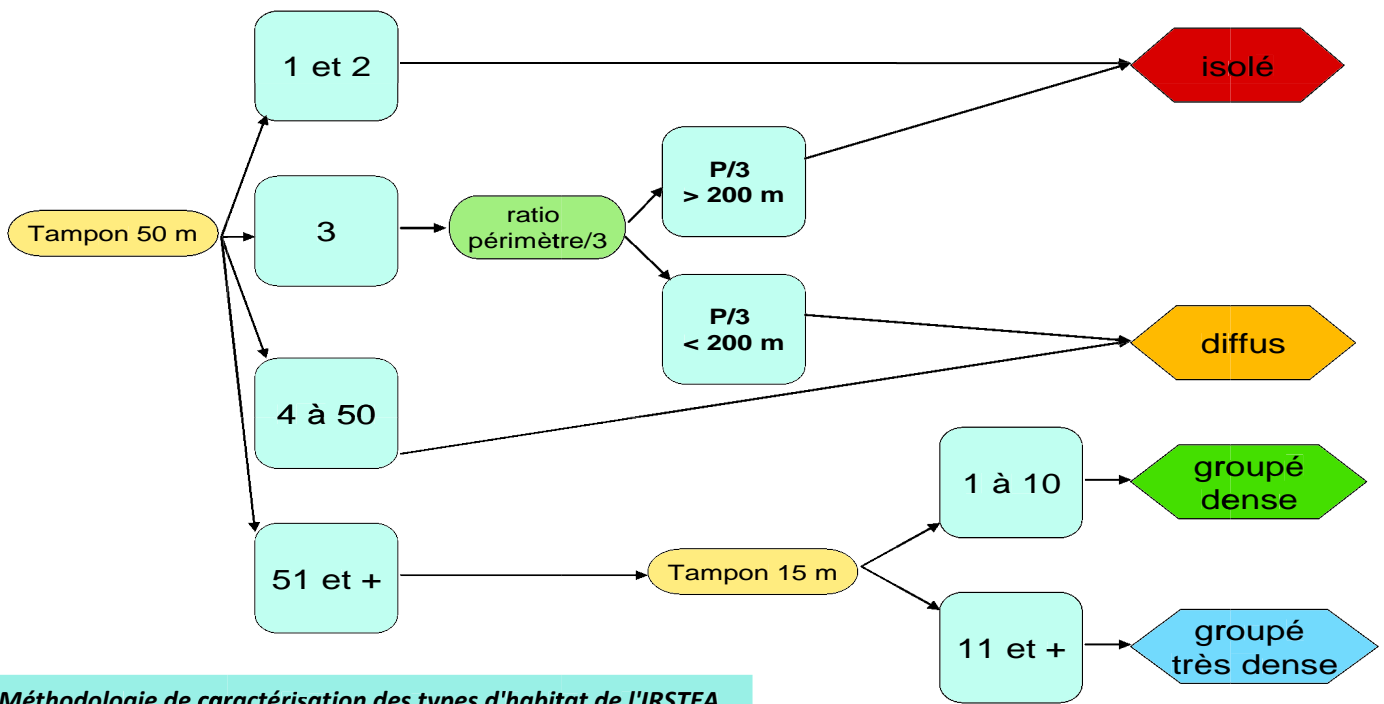 1 et 2
isolé
P/3
> 200 m
Tampon 50 m
3
ratio
périmètre/3
P/3
< 200 m
diffus
4 à 50
1 à 10
groupé
dense
51 et +
Tampon 15 m
11 et +
groupé
très dense
Méthodologie de caractérisation des types d'habitat de l'IRSTEA